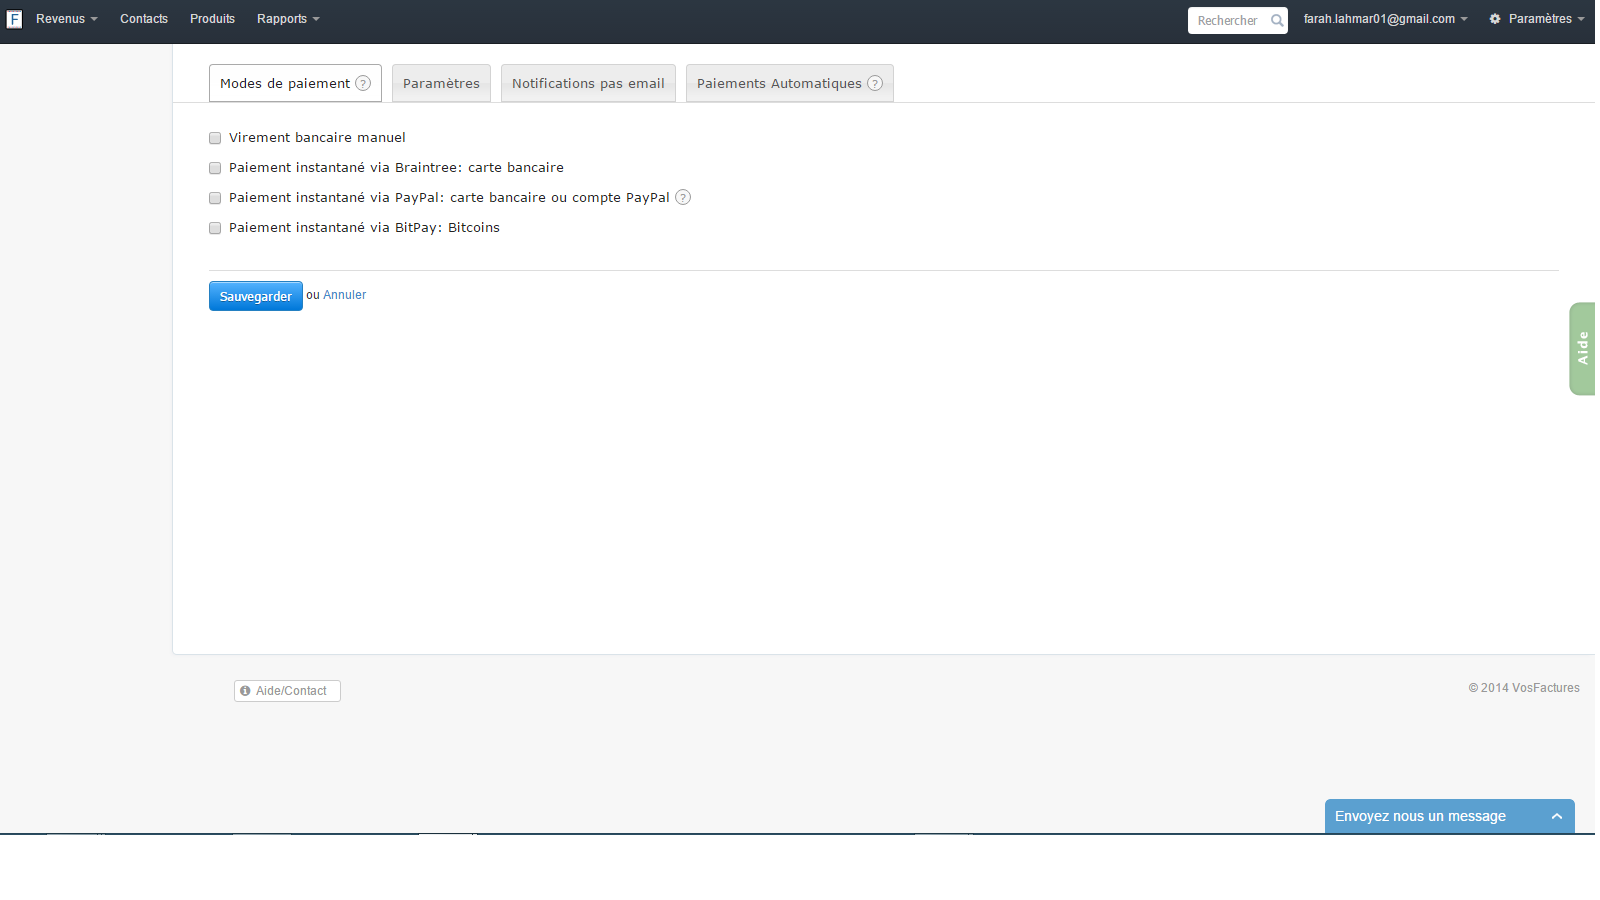 F Revenus Contacts Produits Rapports Rechercher farah.lahmar01@gmail.com Paramètres
Modes de paiement ? Paramètres Notifications pas email Paiements Automatiques ?
Virement bancaire manuel
Paiement instantané via Braintree: carte bancaire
Paiement instantané via PayPal: carte bancaire ou compte PayPal ?
Paiement instantané via BitPay: Bitcoins
Sauvegarder ou Annuler
Aide
Aide/Contact © 2014 VosFactures
Envoyez nous un message